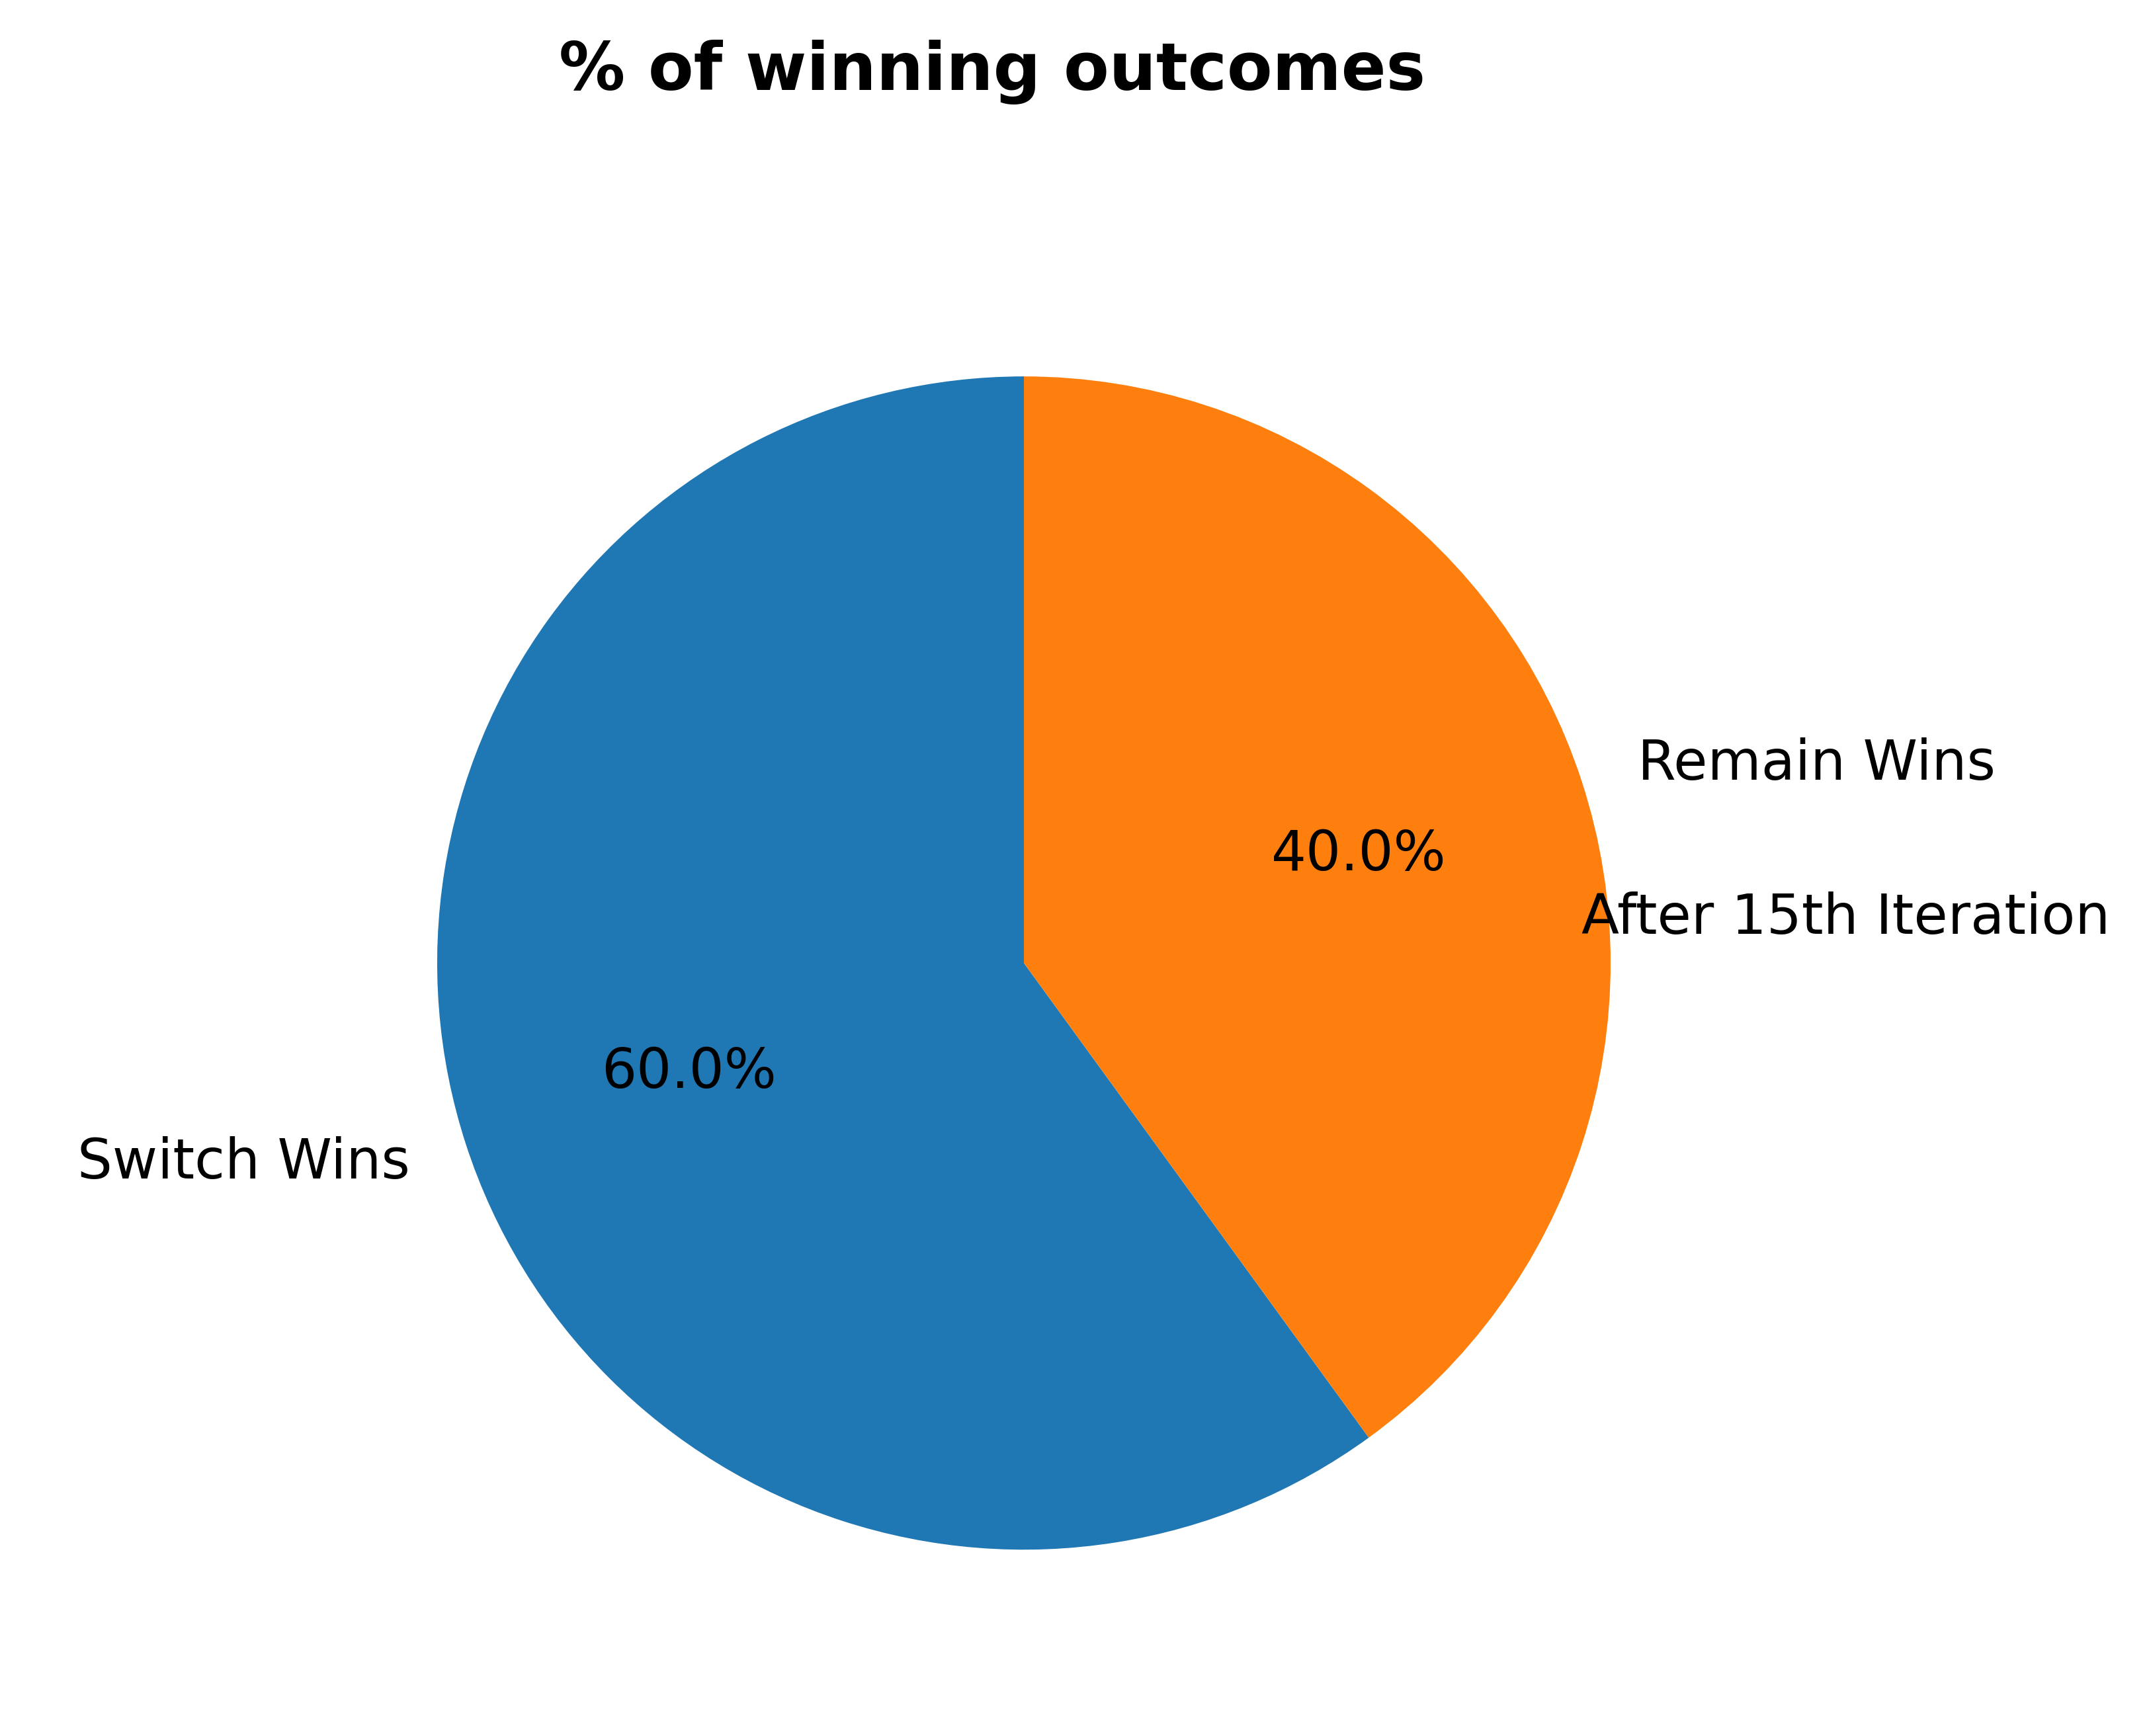 % of winning outcomes
Remain Wins
40.0%
After 15th Iteration
60.0%
Switch Wins